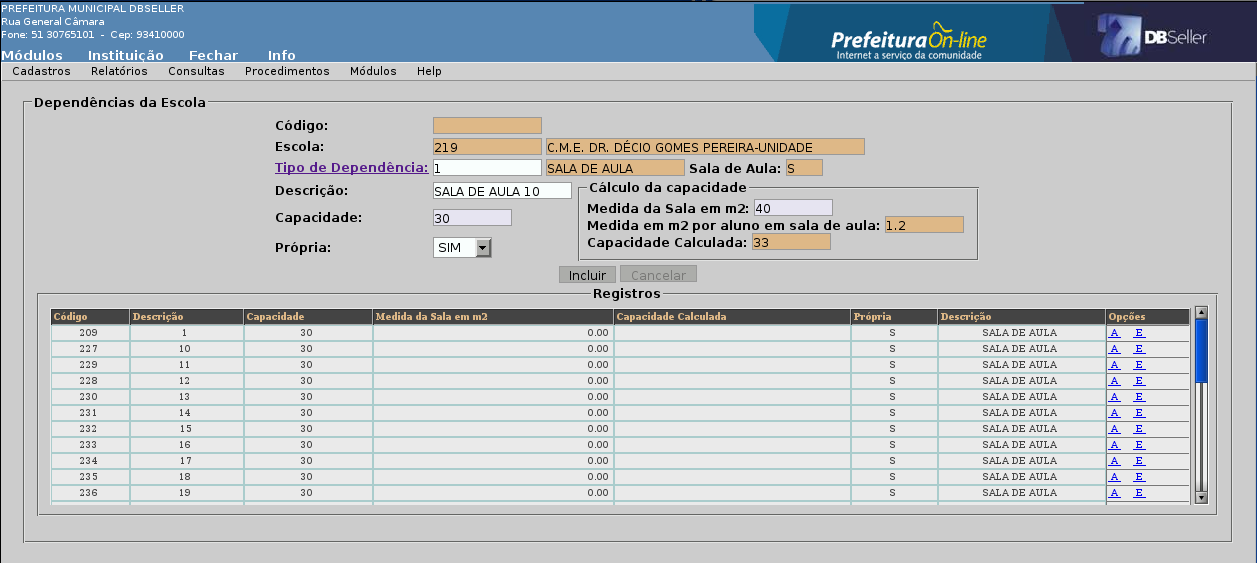 PREFEITURA MUNICIPAL DBSELLER
Rua General Câmara
Fone: 51 30765101 - Cep: 93410000
Módulos Instituição Fechar Info
Prefeitura On-line
Internet a serviço da comunidade
DBSeller
Cadastros Relatórios Consultas Procedimentos Módulos Help
Dependências da Escola
Código:
Escola: 219 C.M.E. DR. DÉCIO GOMES PEREIRA-UNIDADE
Tipo de Dependência: 1 SALA DE AULA Sala de Aula: S
Descrição: SALA DE AULA 10
Capacidade: 30
Própria: SIM
Cálculo da capacidade
Medida da Sala em m2: 40
Medida em m2 por aluno em sala de aula: 1.2
Capacidade Calculada: 33
Incluir Cancelar
Registros
Código Descrição Capacidade Medida da Sala em m2 Capacidade Calculada Própria Descrição Opções
209 1 30 0.00 S SALA DE AULA A E
227 10 30 0.00 S SALA DE AULA A E
229 11 30 0.00 S SALA DE AULA A E
228 12 30 0.00 S SALA DE AULA A E
230 13 30 0.00 S SALA DE AULA A E
231 14 30 0.00 S SALA DE AULA A E
232 15 30 0.00 S SALA DE AULA A E
233 16 30 0.00 S SALA DE AULA A E
234 17 30 0.00 S SALA DE AULA A E
235 18 30 0.00 S SALA DE AULA A E
236 19 30 0.00 S SALA DE AULA A E